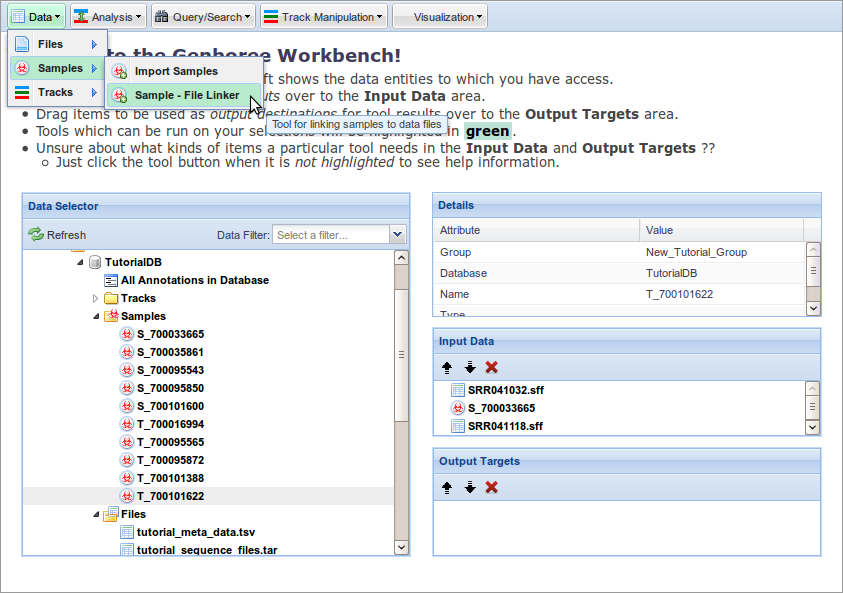 Data Analysis Query/Search Track Manipulation Visualization
Files
Samples
Tracks
Import Samples
Sample - File Linker
Tool for linking samples to data files
to the Genboree Workbench!
ft shows the data entities to which you have access.
uts over to the Input Data area.
Drag items to be used as output destinations for tool results over to the Output Targets area.
Tools which can be run on your selections will be highlighted in green.
Unsure about what kinds of items a particular tool needs in the Input Data and Output Targets ??
Just click the tool button when it is not highlighted to see help information.
Data Selector
Refresh Data Filter: Select a filter...
TutorialDB
All Annotations in Database
Tracks
Samples
S_700033665
S_700035861
S_700095543
S_700095850
S_700101600
T_700016994
T_700095565
T_700095872
T_700101388
T_700101622
Files
tutorial_meta_data.tsv
tutorial_sequence_files.tar
Details
Attribute Value
Group New_Tutorial_Group
Database TutorialDB
Name T_700101622
Type
Input Data
SRR041032.sff
S_700033665
SRR041118.sff
Output Targets